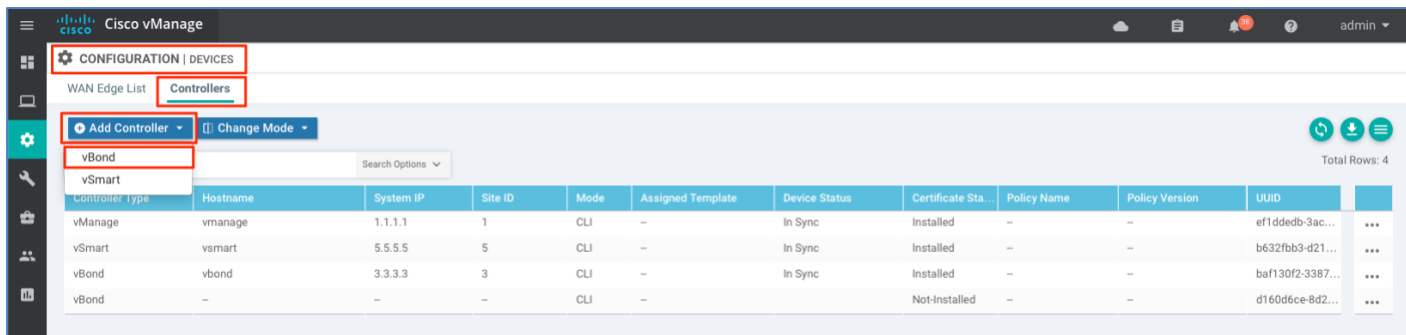 cisco Cisco vManage 38 admin
CONFIGURATION | DEVICES
WAN Edge List Controllers
Add Controller Change Mode
vBond
Search Options
Total Rows: 4
vSmart
Controller Type Hostname System IP Site ID Mode Assigned Template Device Status Certificate Sta... Policy Name Policy Version UUID
vManage vmanage 1.1.1.1 1 CLI – In Sync Installed – – ef1ddedb-3ac... •••
vSmart vsmart 5.5.5.5 5 CLI – In Sync Installed – – b632fbb3-d21... •••
vBond vbond 3.3.3.3 3 CLI – In Sync Installed – – baf130f2-3387... •••
vBond – – – CLI – Not-Installed – – d160d6ce-8d2... •••